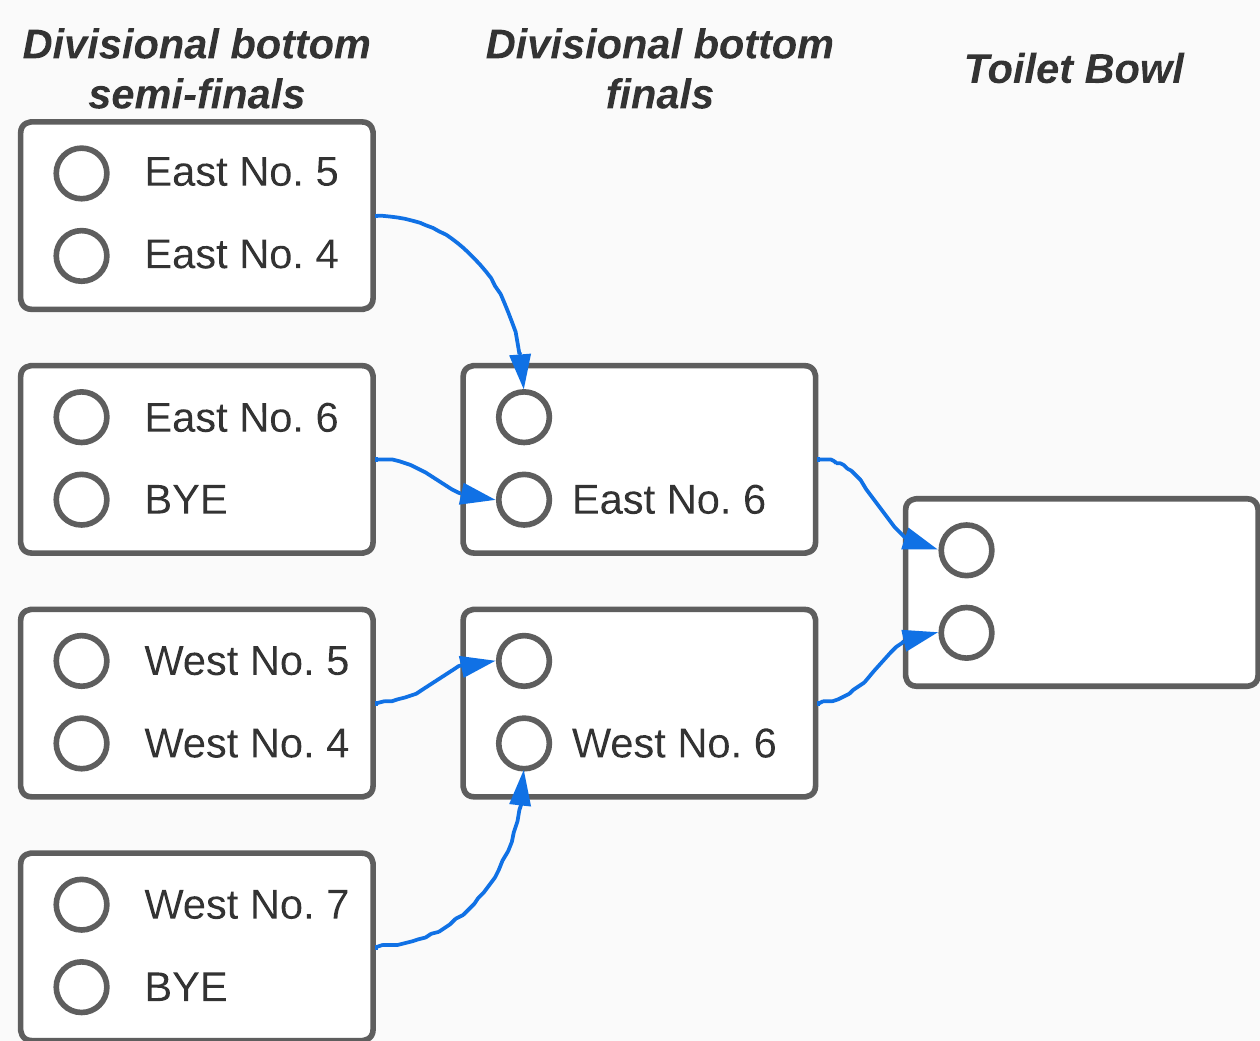 Divisional bottom
semi-finals
Divisional bottom
finals
Toilet Bowl
East No. 5
East No. 4
East No. 6
BYE
East No. 6
West No. 5
West No. 4
West No. 6
West No. 7
BYE